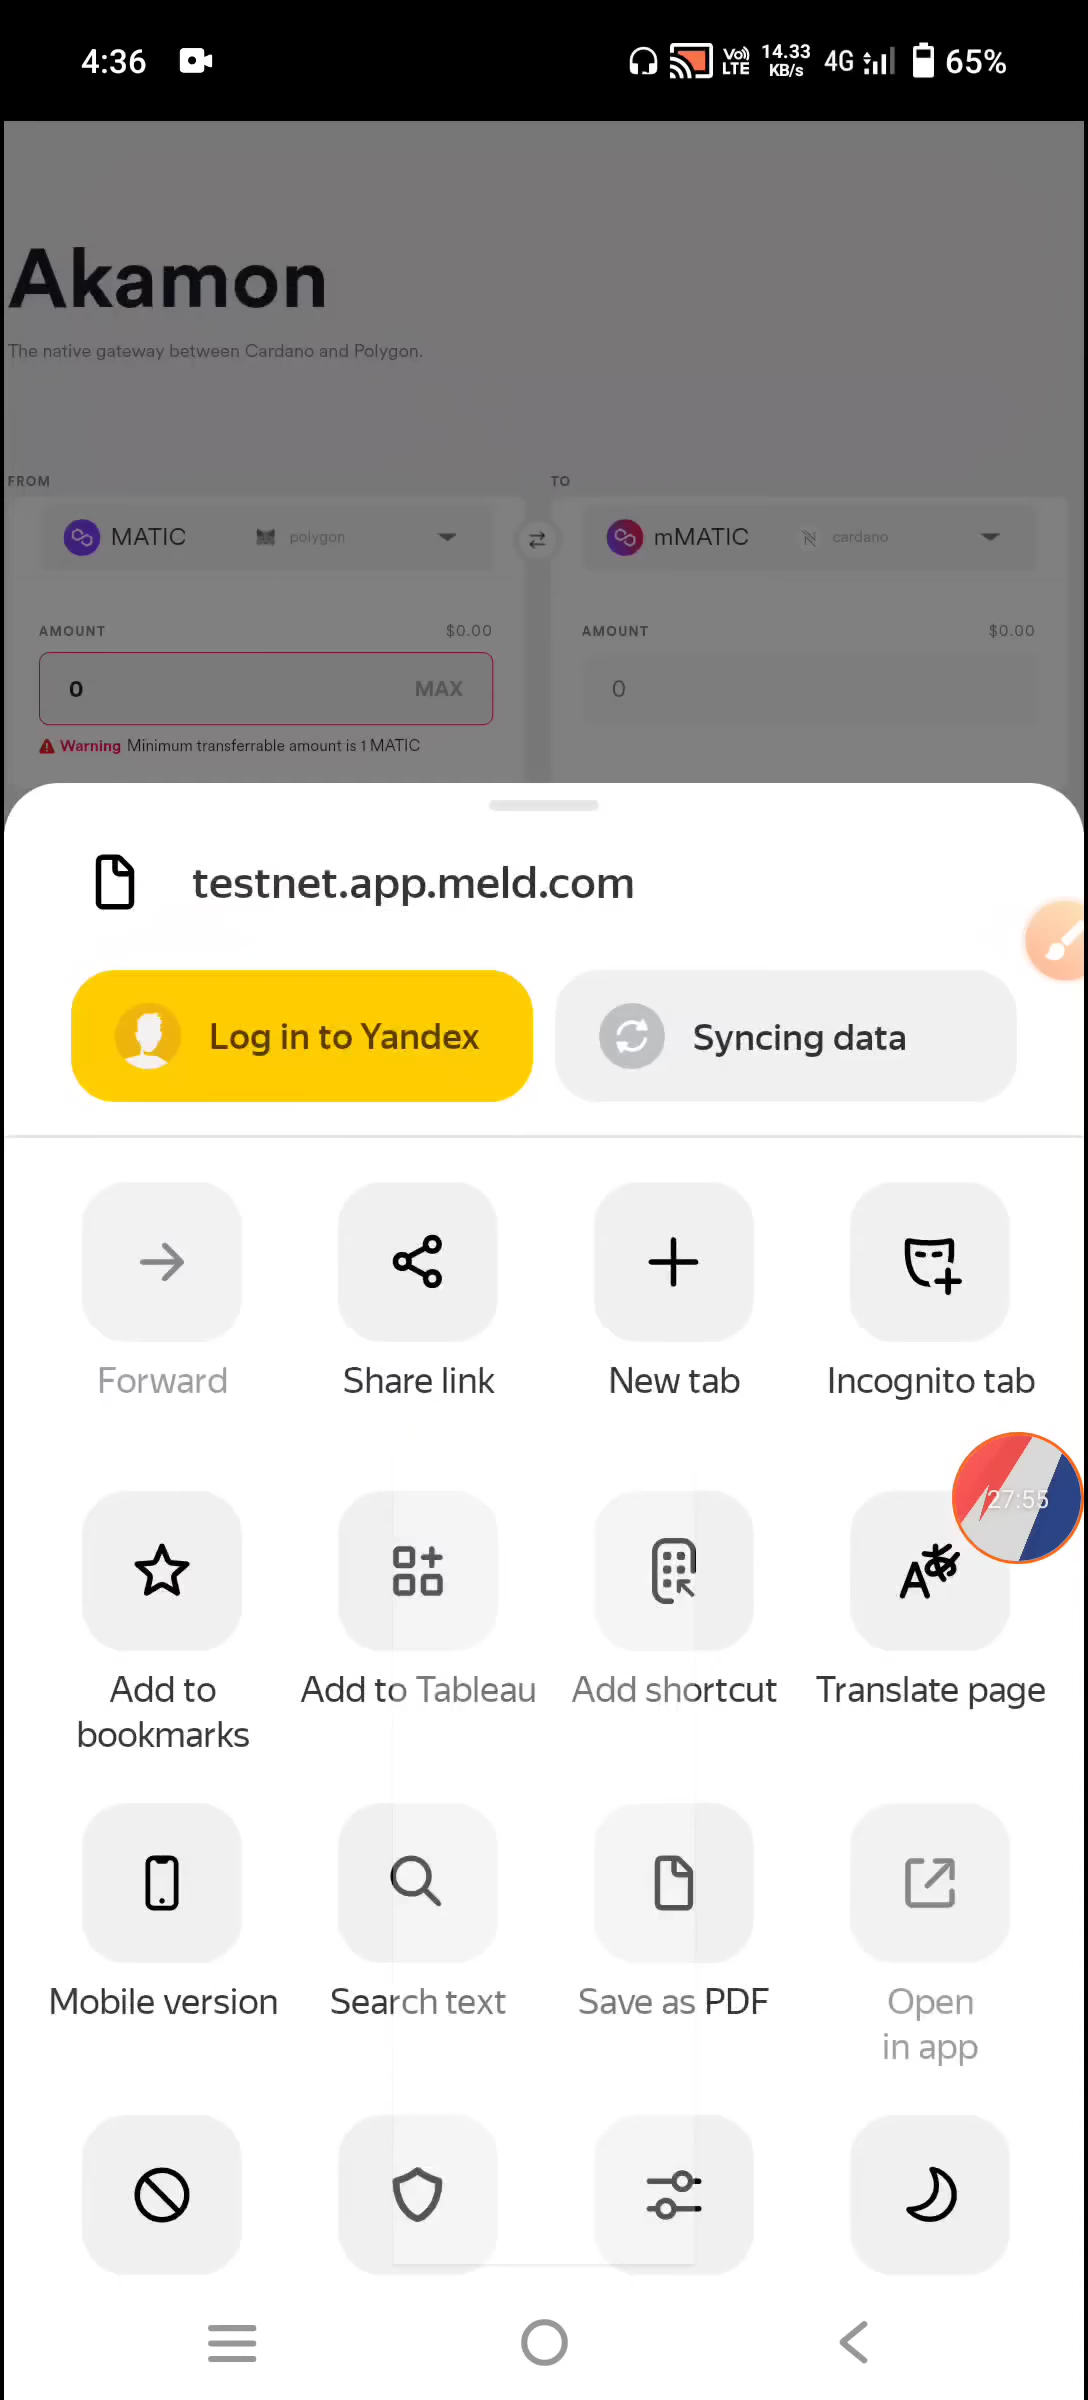 4:36
Vo)) LTE
14.33 KB/s
4G
65%
Akamon
The native gateway between Cardano and Polygon.
FROM
TO
MATIC polygon
mMATIC cardano
AMOUNT $0.00
AMOUNT $0.00
0 MAX
0
Warning Minimum transferrable amount is 1 MATIC
testnet.app.meld.com
Log in to Yandex
Syncing data
Forward
Share link
New tab
Incognito tab
27:55
Add to
bookmarks
Add to Tableau
Add shortcut
Translate page
Mobile version
Search text
Save as PDF
Open
in app